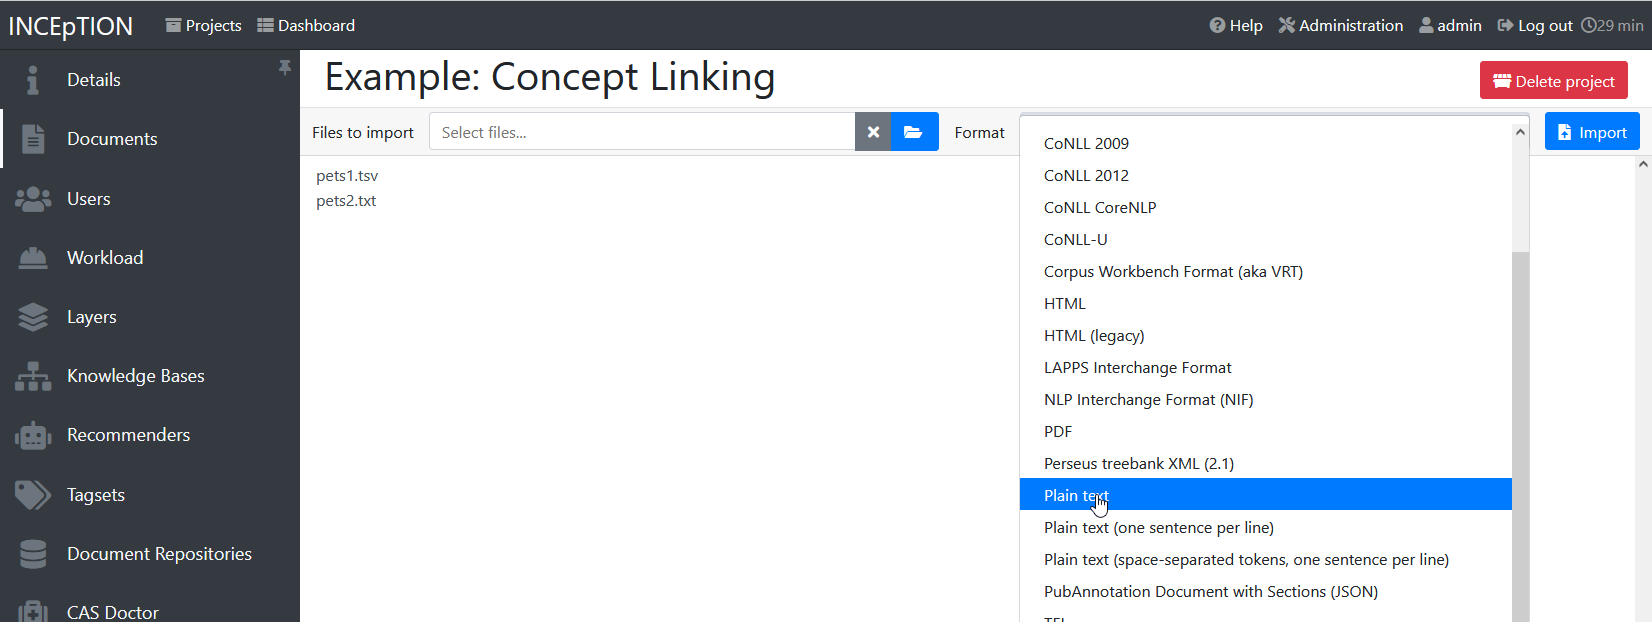 INCEpTION Projects Dashboard Help Administration admin Log out 29 min
Details
Documents
Users
Workload
Layers
Knowledge Bases
Recommenders
Tagsets
Document Repositories
CAS Doctor
Example: Concept Linking Delete project
Files to import Select files... Format Import
pets1.tsv
pets2.txt
CoNLL 2009
CoNLL 2012
CoNLL CoreNLP
CoNLL-U
Corpus Workbench Format (aka VRT)
HTML
HTML (legacy)
LAPPS Interchange Format
NLP Interchange Format (NIF)
PDF
Perseus treebank XML (2.1)
Plain text
Plain text (one sentence per line)
Plain text (space-separated tokens, one sentence per line)
PubAnnotation Document with Sections (JSON)